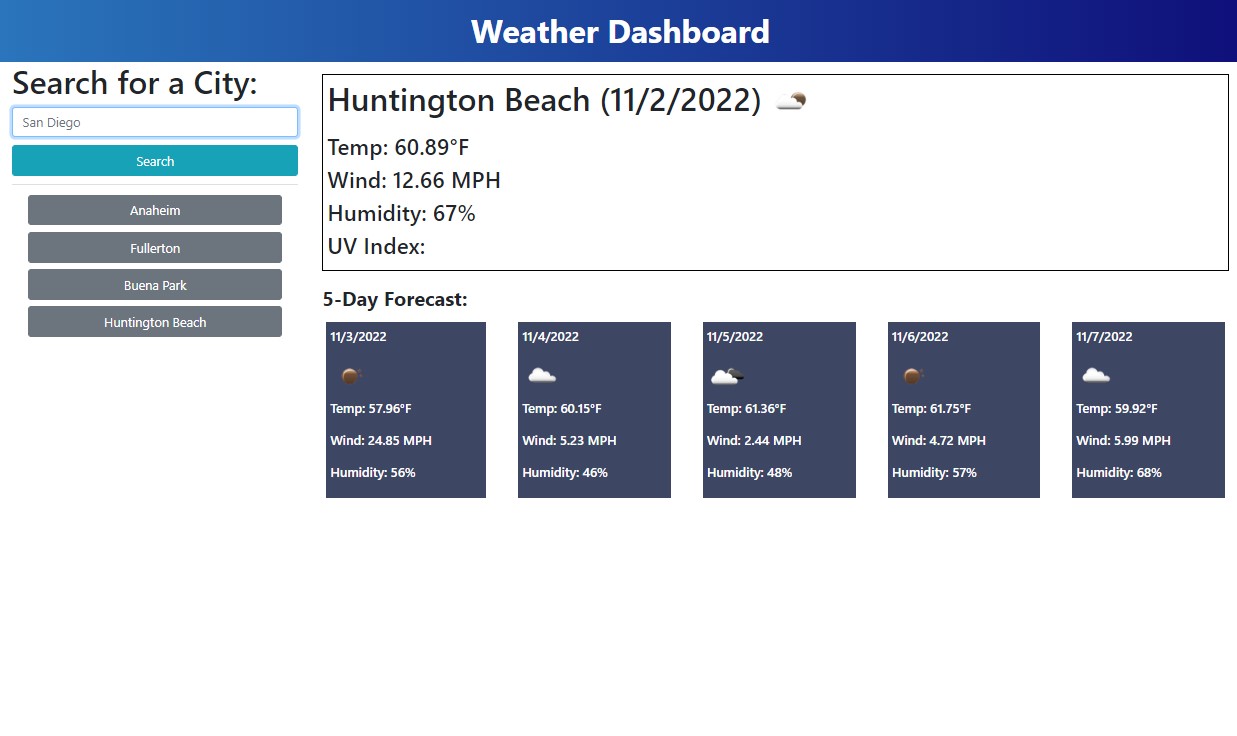 Weather Dashboard
Search for a City:
San Diego
Search
Anaheim
Fullerton
Buena Park
Huntington Beach
Huntington Beach (11/2/2022)
Temp: 60.89°F
Wind: 12.66 MPH
Humidity: 67%
UV Index:
5-Day Forecast:
11/3/2022
Temp: 57.96°F
Wind: 24.85 MPH
Humidity: 56%
11/4/2022
Temp: 60.15°F
Wind: 5.23 MPH
Humidity: 46%
11/5/2022
Temp: 61.36°F
Wind: 2.44 MPH
Humidity: 48%
11/6/2022
Temp: 61.75°F
Wind: 4.72 MPH
Humidity: 57%
11/7/2022
Temp: 59.92°F
Wind: 5.99 MPH
Humidity: 68%